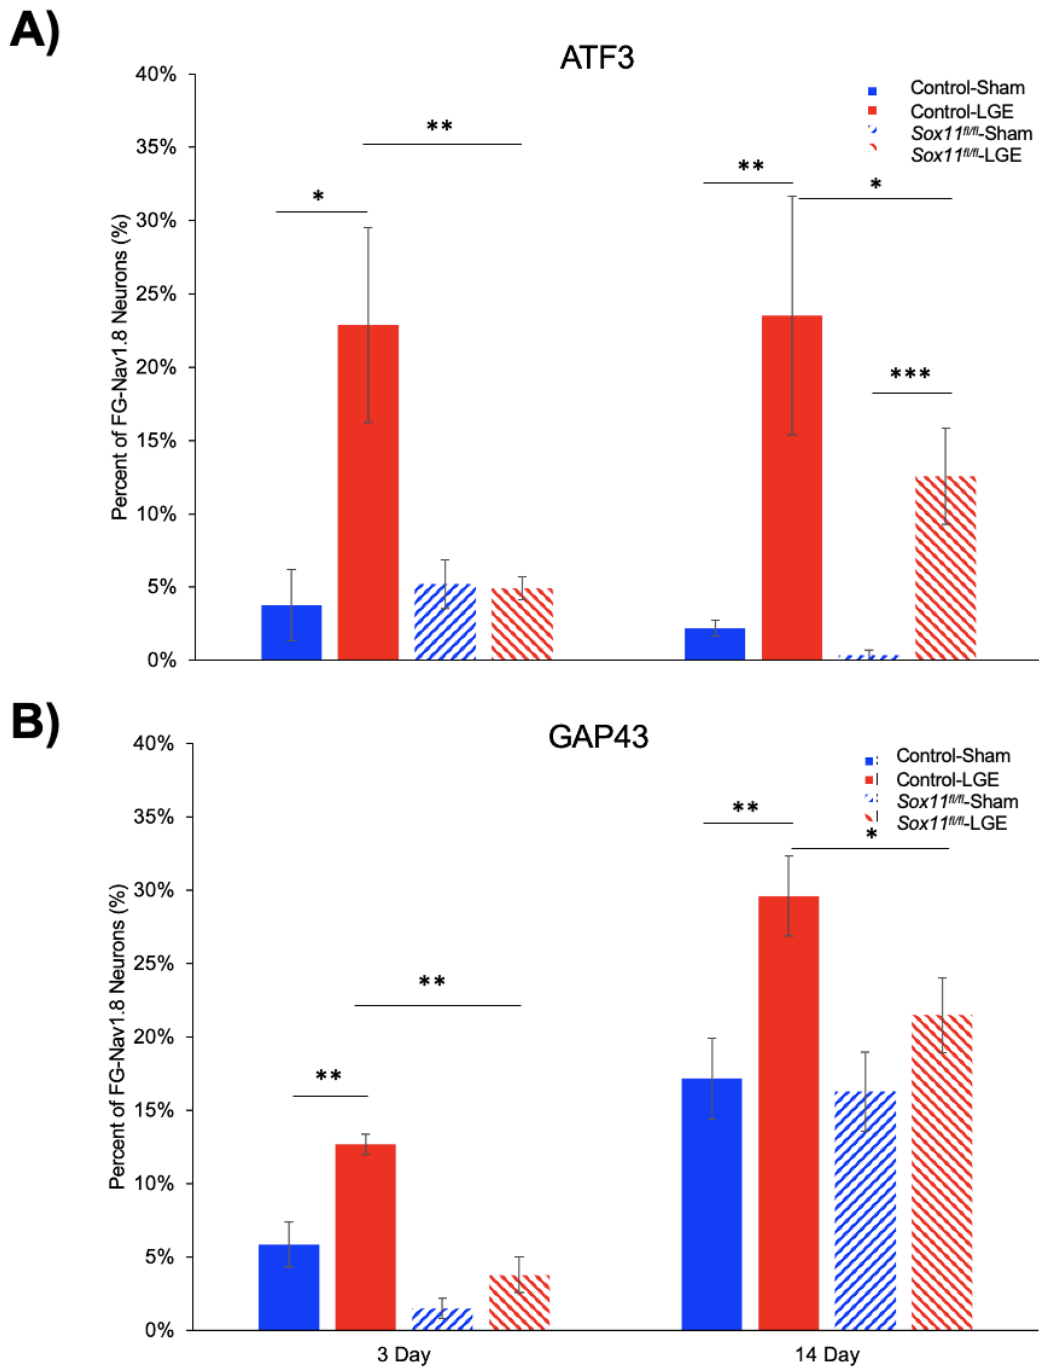 A)
ATF3
40%
35%
30%
25%
20%
15%
10%
5%
0%
Percent of FG-Nav1.8 Neurons (%)
Control-Sham
Control-LGE
Sox11fl/fl-Sham
Sox11fl/fl-LGE
*
**
**
*
***
B)
GAP43
40%
35%
30%
25%
20%
15%
10%
5%
0%
Percent of FG-Nav1.8 Neurons (%)
Control-Sham
Control-LGE
Sox11fl/fl-Sham
Sox11fl/fl-LGE
**
**
**
*
3 Day
14 Day